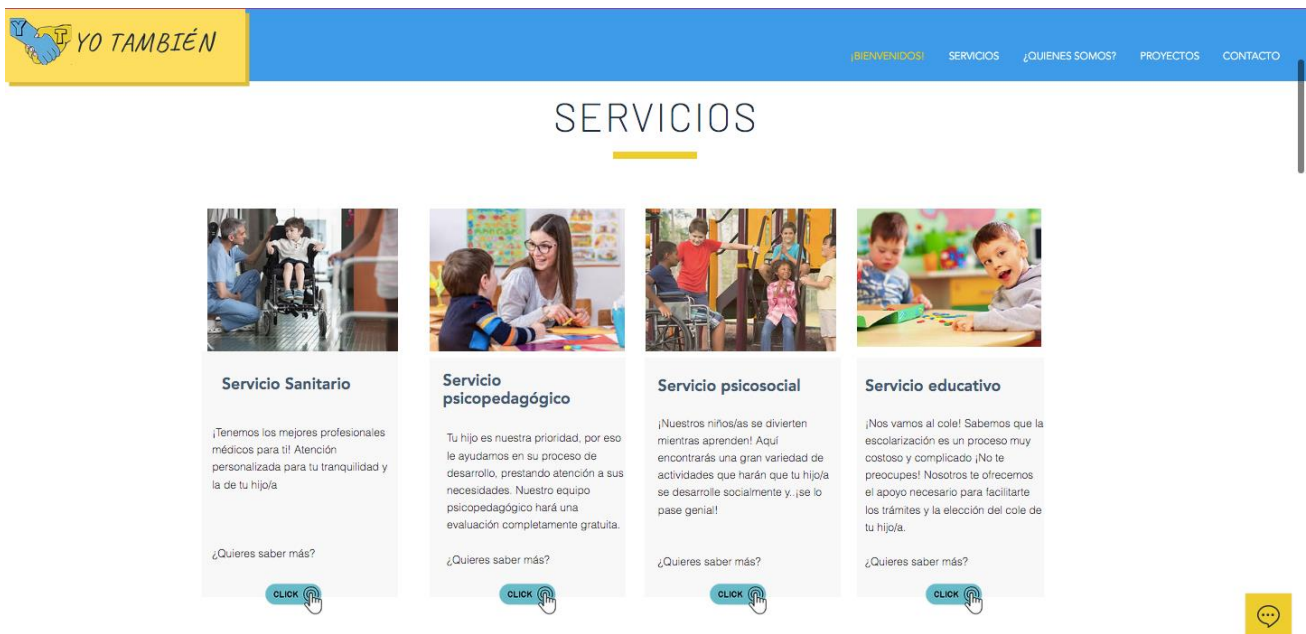 Y T YO TAMBIÉN
¡BIENVENIDOS! SERVICIOS ¿QUIENES SOMOS? PROYECTOS CONTACTO
SERVICIOS
Servicio Sanitario
¡Tenemos los mejores profesionales
médicos para ti! Atención
personalizada para tu tranquilidad y
la de tu hijo/a
¿Quieres saber más?
CLICK
Servicio
psicopedagógico
Tu hijo es nuestra prioridad, por eso
le ayudamos en su proceso de
desarrollo, prestando atención a sus
necesidades. Nuestro equipo
psicopedagógico hará una
evaluación completamente gratuita.
¿Quieres saber más?
CLICK
Servicio psicosocial
¡Nuestros niños/as se divierten
mientras aprenden! Aquí
encontrarás una gran variedad de
actividades que harán que tu hijo/a
se desarrolle socialmente y..¡se lo
pase genial!
¿Quieres saber más?
CLICK
Servicio educativo
¡Nos vamos al cole! Sabemos que la
escolarización es un proceso muy
costoso y complicado ¡No te
preocupes! Nosotros te ofrecemos
el apoyo necesario para facilitarte
los trámites y la elección del cole de
tu hijo/a.
¿Quieres saber más?
CLICK